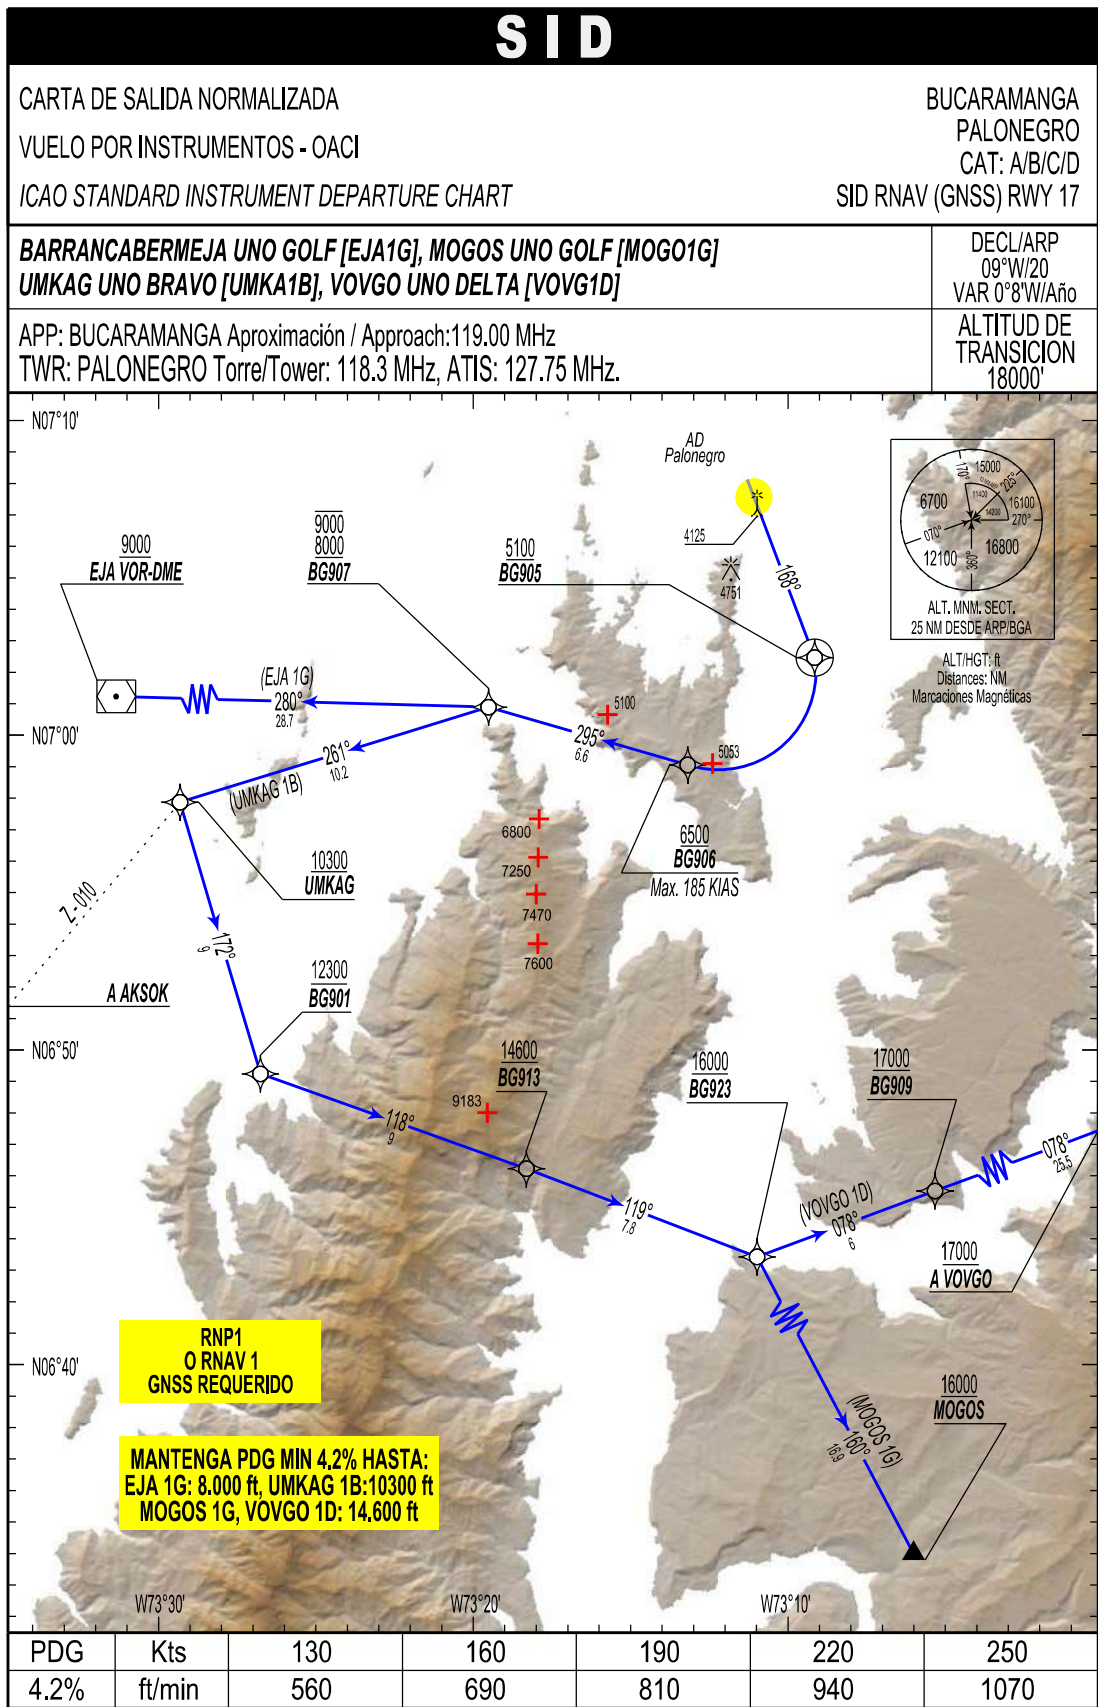 SID
CARTA DE SALIDA NORMALIZADA
VUELO POR INSTRUMENTOS - OACI
ICAO STANDARD INSTRUMENT DEPARTURE CHART
BUCARAMANGA
PALONEGRO
CAT: A/B/C/D
SID RNAV (GNSS) RWY 17
BARRANCABERMEJA UNO GOLF [EJA1G], MOGOS UNO GOLF [MOGO1G]
UMKAG UNO BRAVO [UMKA1B], VOVGO UNO DELTA [VOVG1D]
DECL/ARP
09°W/20
VAR 0°8'W/Año
APP: BUCARAMANGA Aproximación / Approach:119.00 MHz
TWR: PALONEGRO Torre/Tower: 118.3 MHz, ATIS: 127.75 MHz.
ALTITUD DE
TRANSICION
18000'
N07°10'
AD
Palonegro
170°
15000
225°
6700
11400
16100
14200
270°
070°
12100
360°
16800
ALT. MNM. SECT.
25 NM DESDE ARP/BGA
ALT/HGT: ft
Distances: NM
Marcaciones Magnéticas
4125
4751
168°
9000
EJA VOR-DME
9000
8000
BG907
5100
BG905
(EJA 1G)
280°
28.7
5100
5053
N07°00'
295°
6.6
261°
10.2
(UMKAG 1B)
6800
7250
7470
7600
6500
BG906
Max. 185 KIAS
10300
UMKAG
Z-010
172°
9
A AKSOK
12300
BG901
N06°50'
14600
BG913
16000
BG923
17000
BG909
9183
118°
9
078°
25.5
119°
7.8
(VOVGO 1D)
078°
6
17000
A VOVGO
RNP1
O RNAV 1
GNSS REQUERIDO
N06°40'
16000
MOGOS
(MOGOS 1G)
160°
16.9
MANTENGA PDG MIN 4.2% HASTA:
EJA 1G: 8.000 ft, UMKAG 1B:10300 ft
MOGOS 1G, VOVGO 1D: 14.600 ft
W73°30'
W73°20'
W73°10'
PDG Kts 130 160 190 220 250
4.2% ft/min 560 690 810 940 1070